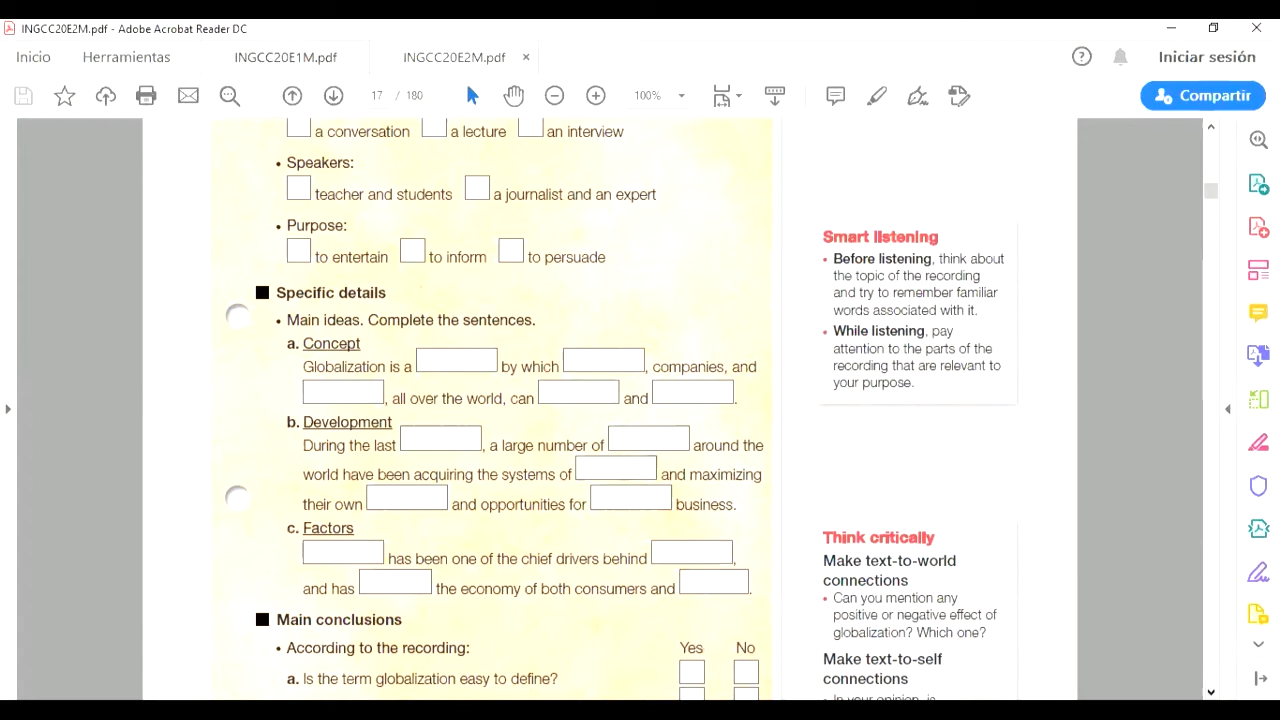 INGCC20E2M.pdf - Adobe Acrobat Reader DC
Inicio Herramientas INGCC20E1M.pdf INGCC20E2M.pdf × Iniciar sesión
17 / 180 100% Compartir
a conversation a lecture an interview
• Speakers:
teacher and students a journalist and an expert
• Purpose:
to entertain to inform to persuade
■ Specific details
• Main ideas. Complete the sentences.
a. Concept
Globalization is a by which , companies, and
, all over the world, can and .
b. Development
During the last , a large number of around the
world have been acquiring the systems of and maximizing
their own and opportunities for business.
c. Factors
has been one of the chief drivers behind ,
and has the economy of both consumers and .
■ Main conclusions
• According to the recording: Yes No
a. Is the term globalization easy to define?
Smart listening
• Before listening, think about
the topic of the recording
and try to remember familiar
words associated with it.
• While listening, pay
attention to the parts of the
recording that are relevant to
your purpose.
Think critically
Make text-to-world
connections
• Can you mention any
positive or negative effect of
globalization? Which one?
Make text-to-self
connections
• In your opinion, is